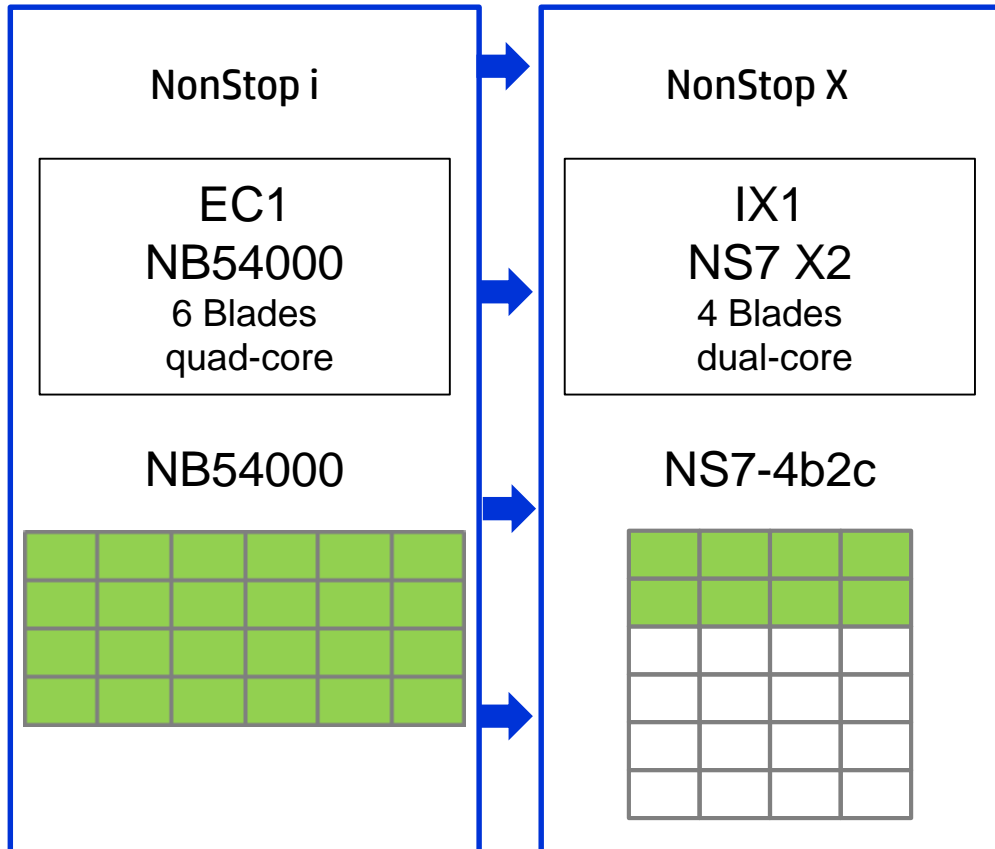 NonStop i
EC1
NB54000
6 Blades
quad-core
NB54000
NonStop X
IX1
NS7 X2
4 Blades
dual-core
NS7-4b2c